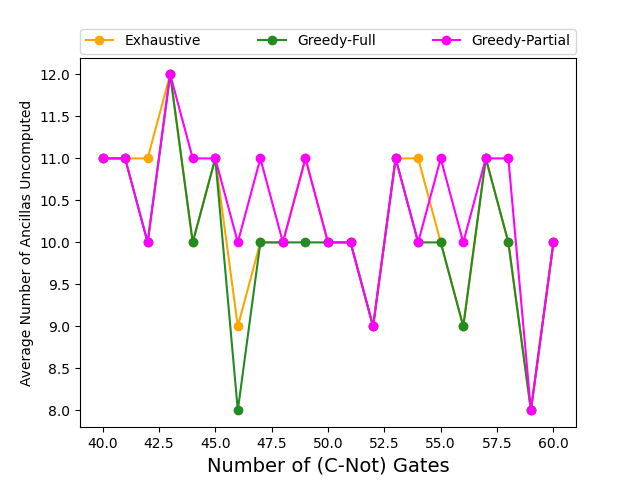 Exhaustive Greedy-Full Greedy-Partial
12.0
11.5
11.0
10.5
10.0
9.5
9.0
8.5
8.0
Average Number of Ancillas Uncomputed
40.0 42.5 45.0 47.5 50.0 52.5 55.0 57.5 60.0
Number of (C-Not) Gates